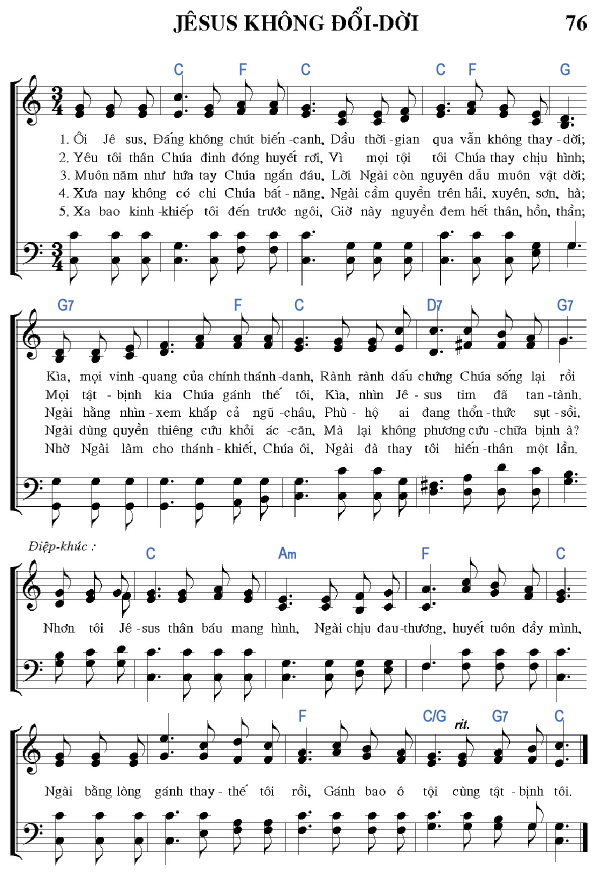 JÊSUS KHÔNG ĐỔI-DỜI 76
C F C C F G
3/4
1. Ôi Jê sus, Đấng không chút biến-canh, Dầu thời-gian qua vẫn không thay-dời;
2. Yêu tôi thân Chúa đinh đóng huyết rơi, Vì mọi tội tôi Chúa thay chịu hình;
3. Muôn năm như hứa tay Chúa ngăn đau, Lời Ngài còn nguyên dẫu muôn vật dời;
4. Xưa nay không có chi Chúa bất-năng, Ngài cầm quyền trên hải, xuyên, sơn, hà;
5. Xa bao kinh-khiếp tôi đến trước ngôi, Giờ này nguyền đem hết thân, hồn, thần;
3/4
G7 F C D7 G7
Kìa, mọi vinh-quang của chính thánh-danh, Rành rành dấu chứng Chúa sống lại rồi
Mọi tật-bịnh kia Chúa gánh thế tôi, Kìa, nhìn Jêsus tim đã tan-tành.
Ngài hằng nhìn-xem khắp cả ngũ-châu, Phù-hộ ai đang thổn-thức sụt-sồi,
Ngài dùng quyền thiêng cứu khỏi ác-căn, Mà lại không phương cứu-chữa bịnh à?
Nhờ Ngài làm cho thánh-khiết, Chúa ôi, Ngài đã thay tôi hiến-thân một lần.
Điệp-khúc :
C Am F C
Nhơn tôi Jê-sus thân báu mang hình, Ngài chịu đau-thương, huyết tuôn đầy mình,
F C/G rit. G7 C
Ngài bằng lòng gánh thay-thế tôi rồi, Gánh bao ô tội cùng tật-bịnh tôi.